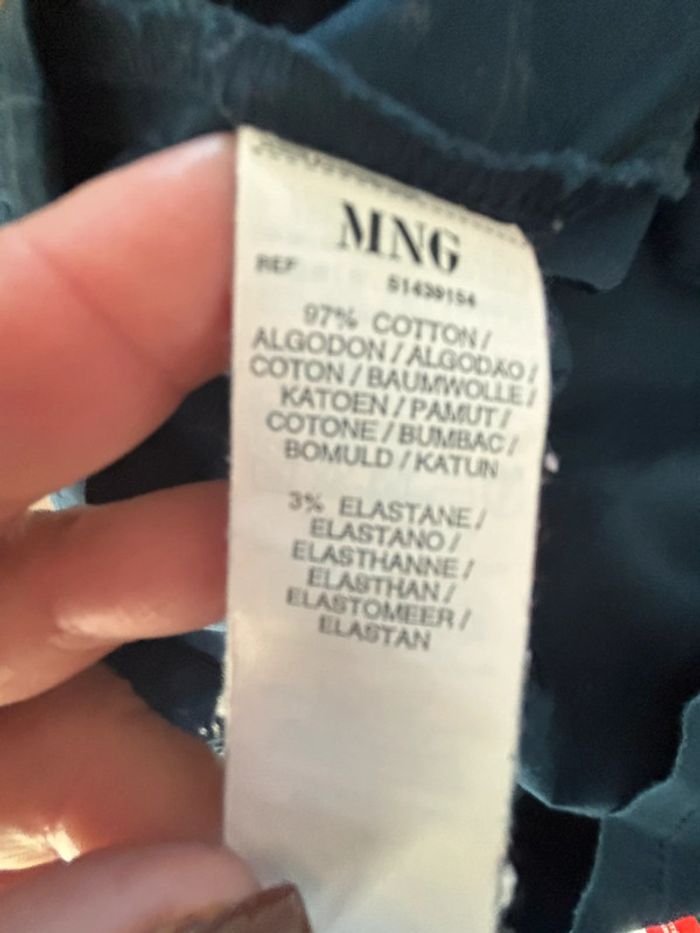 MNG
REF 51439154
97% COTTON/
ALGODON/ALGODAO/
COTON/BAUMWOLLE/
KATOEN/PAMUT/
COTONE/BUMBAC/
BOMULD/KATUN
3% ELASTANE/
ELASTANO/
ELASTHANNE/
ELASTHAN/
ELASTOMEER/
ELASTAN